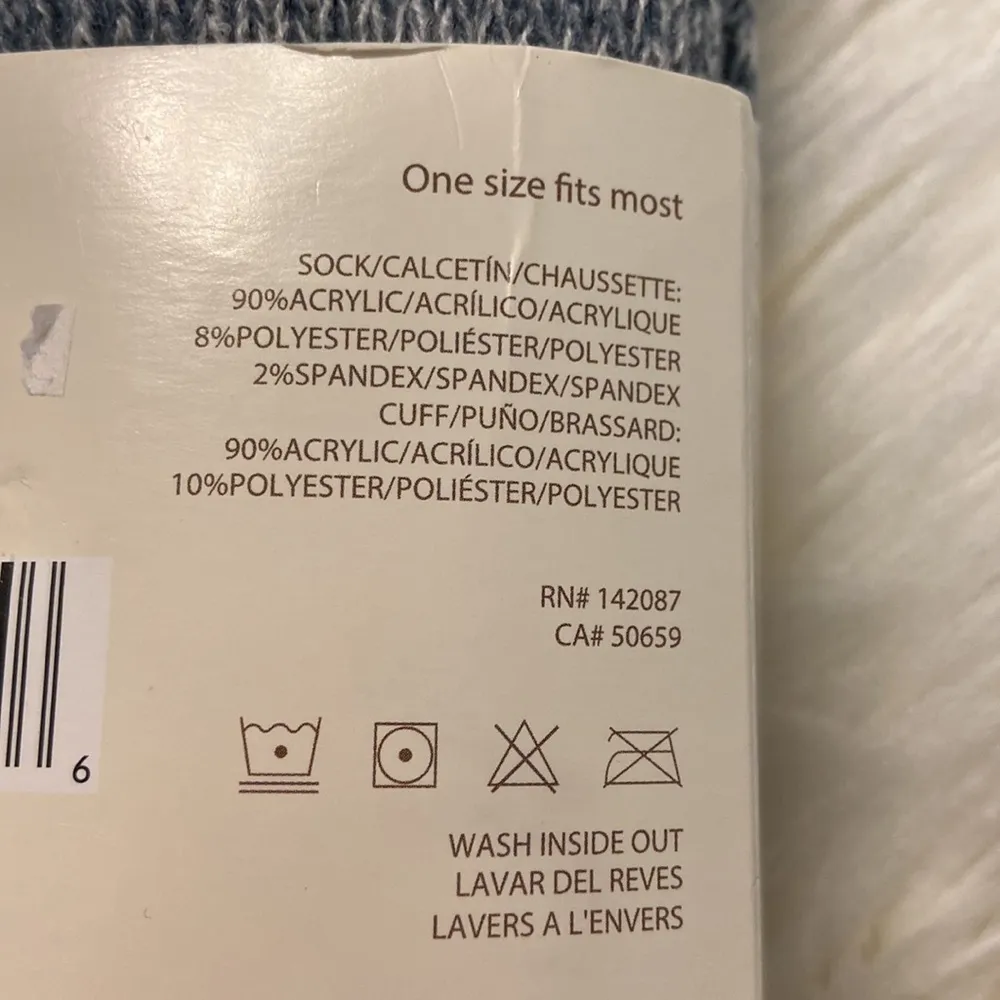 One size fits most
SOCK/CALCETÍN/CHAUSSETTE:
90%ACRYLIC/ACRÍLICO/ACRYLIQUE
8%POLYESTER/POLIÉSTER/POLYESTER
2%SPANDEX/SPANDEX/SPANDEX
CUFF/PUÑO/BRASSARD:
90%ACRYLIC/ACRÍLICO/ACRYLIQUE
10%POLYESTER/POLIÉSTER/POLYESTER
RN# 142087
CA# 50659
6
WASH INSIDE OUT
LAVAR DEL REVES
LAVERS A L'ENVERS